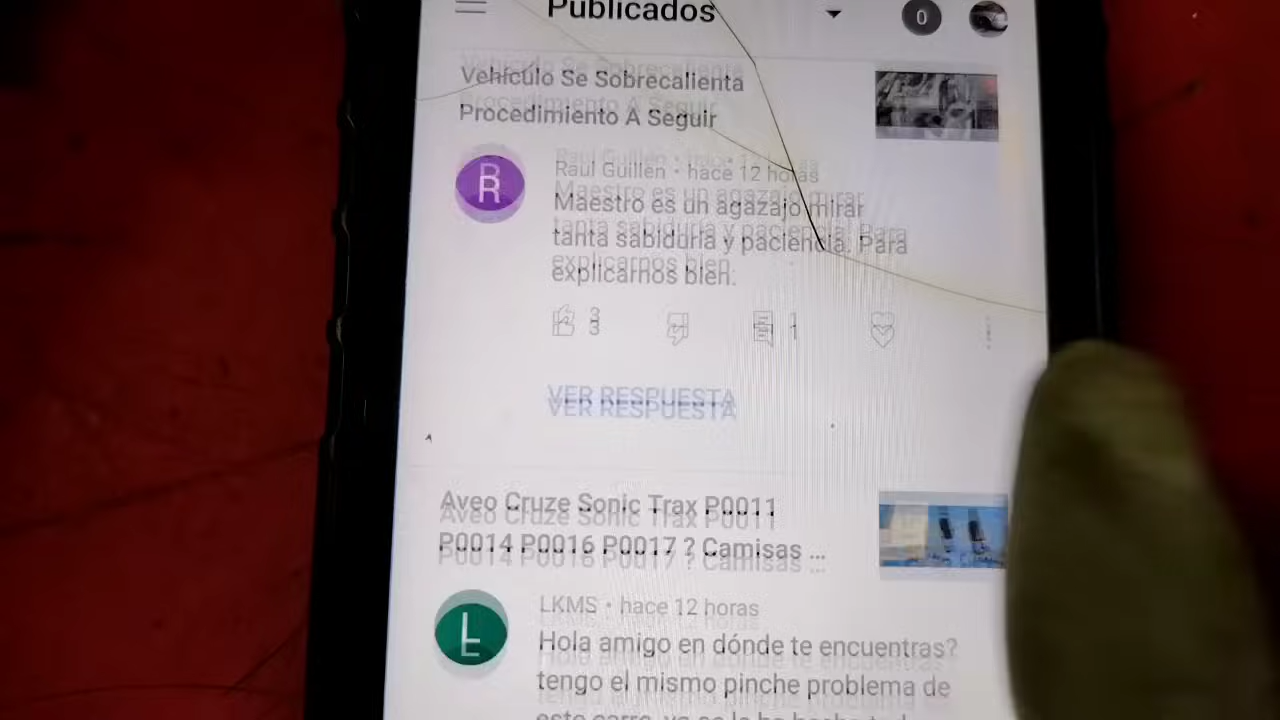 Publicados
0
Vehículo Se Sobrecalienta
Procedimiento A Seguir
R
Raul Guillen • hace 12 horas
Maestro es un agazajo mirar
tanta sabiduría y paciencia. Para
explicarnos bien.
3
1
VER RESPUESTA
Aveo Cruze Sonic Trax P0011
P0014 P0016 P0017 ? Camisas ...
L
LKMS • hace 12 horas
Hola amigo en dónde te encuentras?
tengo el mismo pinche problema de